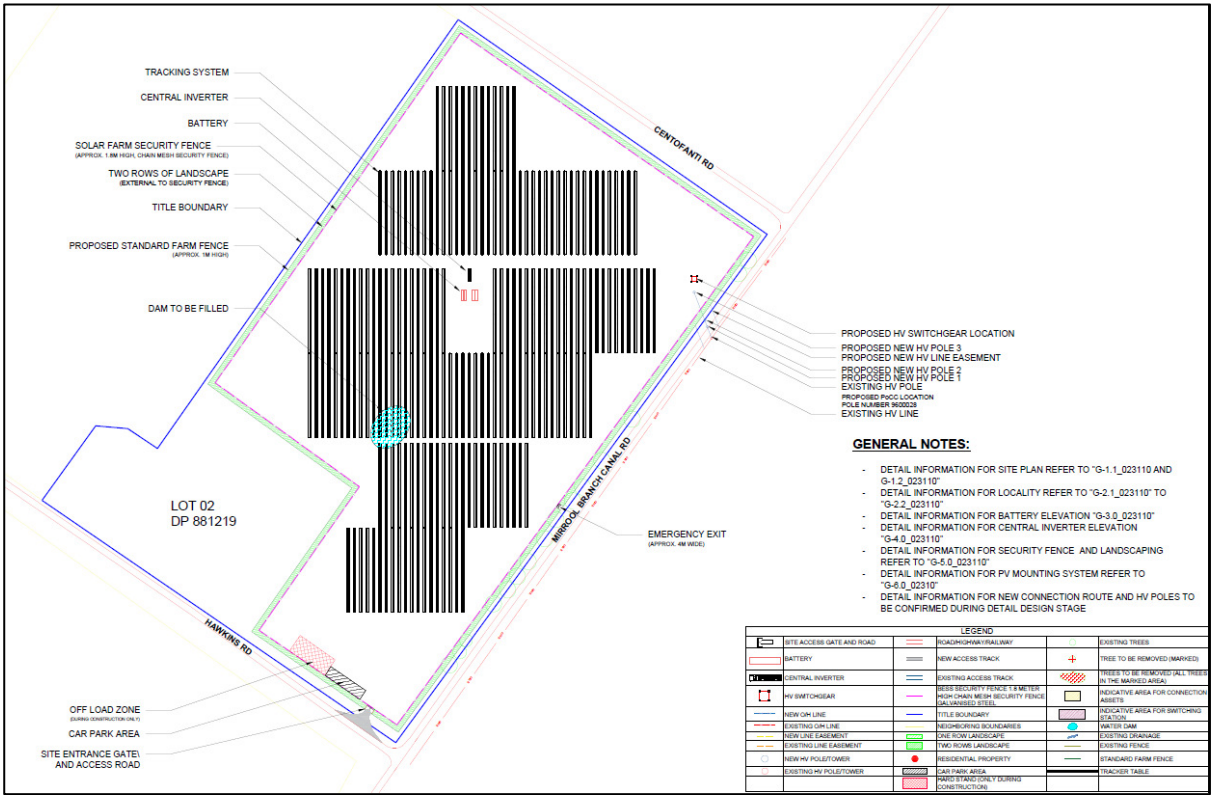 TRACKING SYSTEM
CENTRAL INVERTER
BATTERY
SOLAR FARM SECURITY FENCE
(APPROX. 1.8M HIGH, CHAIN MESH SECURITY FENCE)
TWO ROWS OF LANDSCAPE
(EXTERNAL TO SECURITY FENCE)
TITLE BOUNDARY
PROPOSED STANDARD FARM FENCE
(APPROX. 1M HIGH)
DAM TO BE FILLED
CENTOFANTI RD
PROPOSED HV SWITCHGEAR LOCATION
PROPOSED NEW HV POLE 3
PROPOSED NEW HV LINE EASEMENT
PROPOSED NEW HV POLE 2
PROPOSED NEW HV POLE 1
EXISTING HV POLE
PROPOSED PoCC LOCATION
POLE NUMBER 9600028
EXISTING HV LINE
MIRROOL BRANCH CANAL RD
LOT 02
DP 881219
EMERGENCY EXIT
(APPROX. 4M WIDE)
HAWKINS RD
OFF LOAD ZONE
(DURING CONSTRUCTION ONLY)
CAR PARK AREA
SITE ENTRANCE GATE\
AND ACCESS ROAD
GENERAL NOTES:
- DETAIL INFORMATION FOR SITE PLAN REFER TO "G-1.1_023110 AND
G-1.2_023110"
- DETAIL INFORMATION FOR LOCALITY REFER TO "G-2.1_023110" TO
"G-2.2_023110"
- DETAIL INFORMATION FOR BATTERY ELEVATION "G-3.0_023110"
- DETAIL INFORMATION FOR CENTRAL INVERTER ELEVATION
"G-4.0_023110"
- DETAIL INFORMATION FOR SECURITY FENCE AND LANDSCAPING
REFER TO "G-5.0_023110"
- DETAIL INFORMATION FOR PV MOUNTING SYSTEM REFER TO
"G-6.0_02310"
- DETAIL INFORMATION FOR NEW CONNECTION ROUTE AND HV POLES TO
BE CONFIRMED DURING DETAIL DESIGN STAGE
LEGEND
SITE ACCESS GATE AND ROAD
ROAD/HIGHWAY/RAILWAY
EXISTING TREES
BATTERY
NEW ACCESS TRACK
TREE TO BE REMOVED (MARKED)
CENTRAL INVERTER
EXISTING ACCESS TRACK
TREES TO BE REMOVED (ALL TREES
IN THE MARKED AREA)
HV SWITCHGEAR
BESS SECURITY FENCE 1.8 METER
HIGH CHAIN MESH SECURITY FENCE
GALVANISED STEEL
INDICATIVE AREA FOR CONNECTION
ASSETS
NEW O/H LINE
TITLE BOUNDARY
INDICATIVE AREA FOR SWITCHING
STATION
EXISTING O/H LINE
NEIGHBORING BOUNDARIES
WATER DAM
NEW LINE EASEMENT
ONE ROW LANDSCAPE
EXISTING DRAINAGE
EXISTING LINE EASEMENT
TWO ROWS LANDSCAPE
EXISTING FENCE
NEW HV POLE/TOWER
RESIDENTIAL PROPERTY
STANDARD FARM FENCE
EXISTING HV POLE/TOWER
CAR PARK AREA
TRACKER TABLE
HARD STAND (ONLY DURING
CONSTRUCTION)